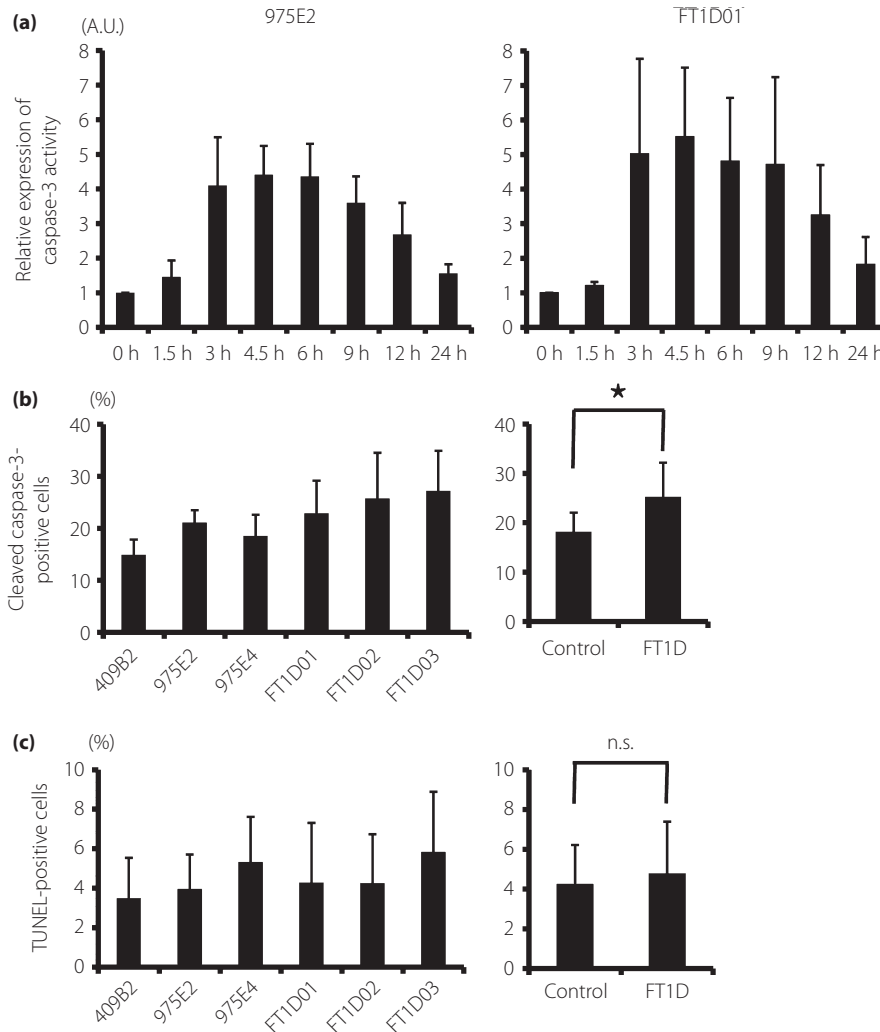 (a)
(A.U.)
975E2
FT1D01
Relative expression of
caspase-3 activity
8
7
6
5
4
3
2
1
0
0 h 1.5 h 3 h 4.5 h 6 h 9 h 12 h 24 h
8
7
6
5
4
3
2
1
0
0 h 1.5 h 3 h 4.5 h 6 h 9 h 12 h 24 h
(b)
(%)
Cleaved caspase-3-
positive cells
40
30
20
10
0
409B2
975E2
975E4
FT1D01
FT1D02
FT1D03
★
40
30
20
10
0
Control FT1D
(c)
(%)
TUNEL-positive cells
10
8
6
4
2
0
409B2
975E2
975E4
FT1D01
FT1D02
FT1D03
n.s.
10
8
6
4
2
0
Control FT1D